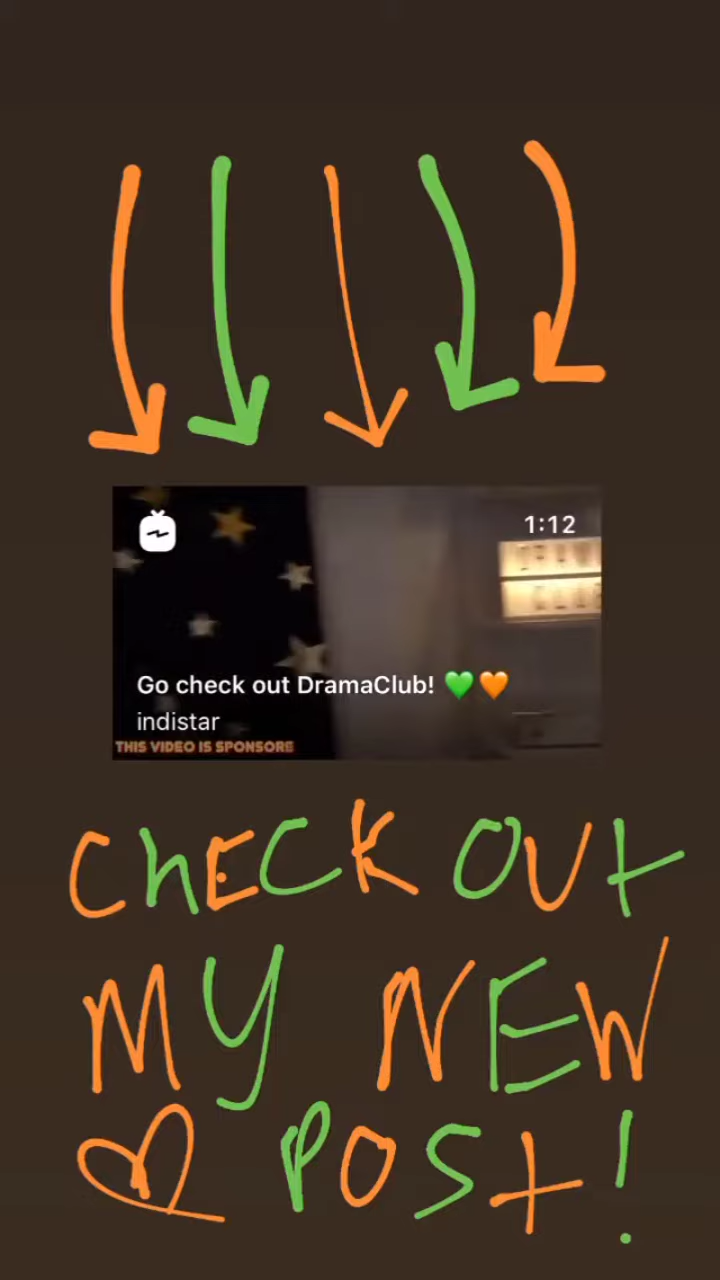 1:12
Go check out DramaClub! 💚🧡
indistar
THIS VIDEO IS SPONSORE
ChECK OUt
MY NEW
POSt!